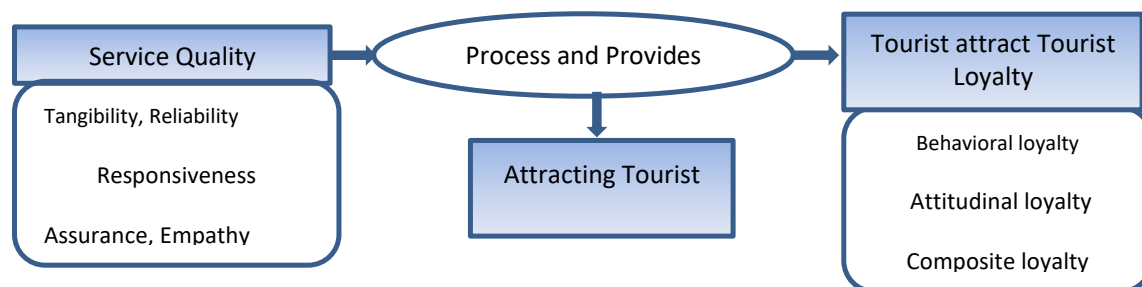 Service Quality
Tangibility, Reliability
Responsiveness
Assurance, Empathy
Process and Provides
Attracting Tourist
Tourist attract Tourist
Loyalty
Behavioral loyalty
Attitudinal loyalty
Composite loyalty